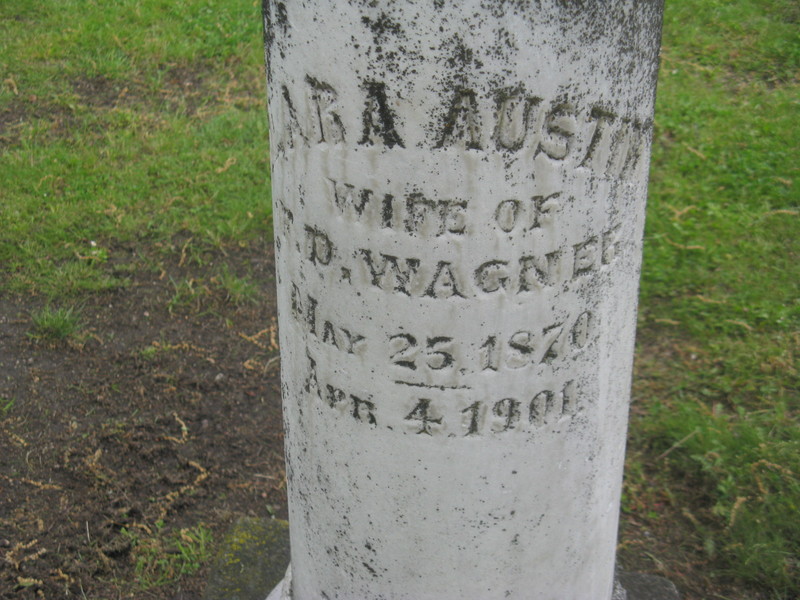 ARA AUSTIN
WIFE OF
D. WAGNER
MAY 25, 1870
APR. 4, 1901